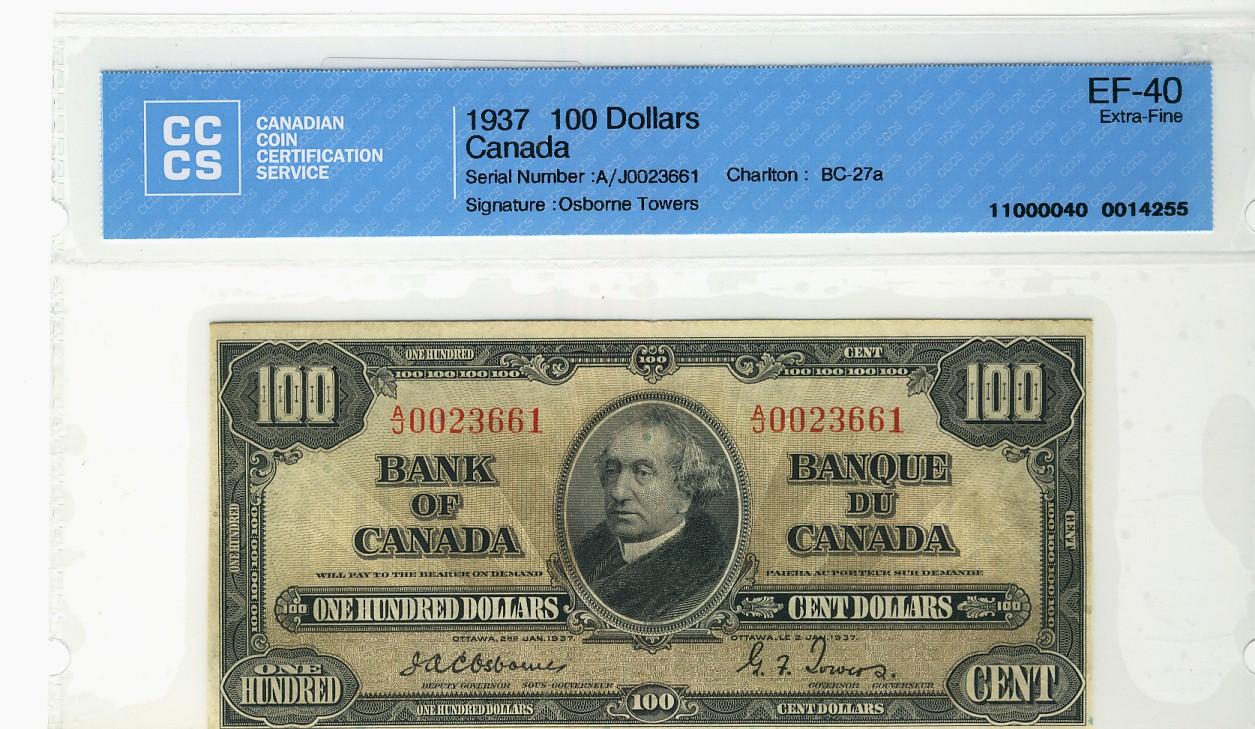 CC
CS
CANADIAN
COIN
CERTIFICATION
SERVICE
1937 100 Dollars
Canada
Serial Number :A/J0023661 Charlton : BC-27a
Signature :Osborne Towers
EF-40
Extra-Fine
11000040 0014255
ONE HUNDRED 100 CENT
100 100 100 100 100 100 100 100
100 100
A/J 0023661 A/J 0023661
BANK
OF
CANADA
BANQUE
DU
CANADA
WILL PAY TO THE BEARER ON DEMAND
PAIERA AU PORTEUR SUR DEMANDE
ONE HUNDRED
CENT
100 ONE HUNDRED DOLLARS
CENT DOLLARS 100
OTTAWA, 2ND JAN. 1937.
OTTAWA, LE 2 JAN. 1937.
JAC Osborne
G. F. Towers.
DEPUTY GOVERNOR SOUS-GOUVERNEUR
GOVERNOR GOUVERNEUR
ONE
HUNDRED
CENT
ONE HUNDRED DOLLARS
100
CENT DOLLARS